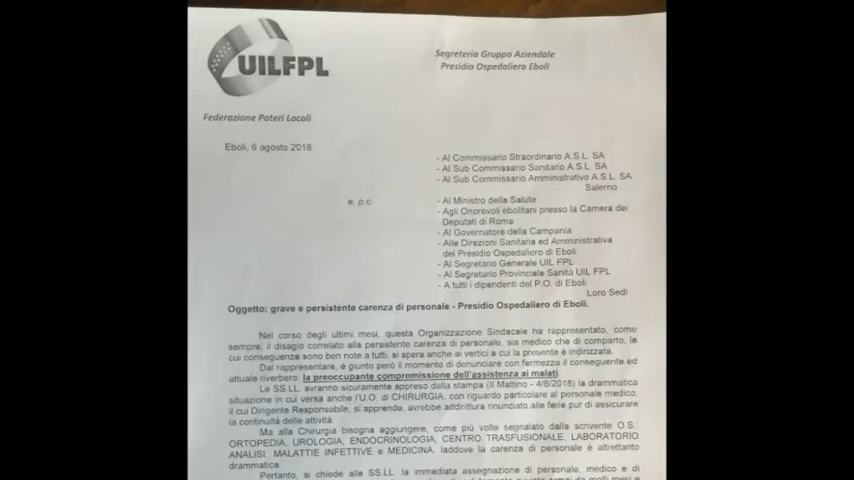 UILFPL
Segreteria Gruppo Aziendale
Presidio Ospedaliero Eboli
Federazione Poteri Locali
Eboli, 6 agosto 2018
- Al Commissario Straordinario A.S.L. SA
- Al Sub Commissario Sanitario A.S.L. SA
- Al Sub Commissario Amministrativo A.S.L. SA
Salerno
e, p.c
- Al Ministro della Salute
- Agli Onorevoli ebolitani presso la Camera dei
Deputati di Roma
- Al Governatore della Campania
- Alle Direzioni Sanitaria ed Amministrativa
del Presidio Ospedaliero di Eboli
- Al Segretario Generale UIL FPL
- Al Segretario Provinciale Sanità UIL FPL
- A tutti i dipendenti del P.O. di Eboli
Loro Sedi
Oggetto: grave e persistente carenza di personale - Presidio Ospedaliero di Eboli.
Nel corso degli ultimi mesi, questa Organizzazione Sindacale ha rappresentato, come
sempre, il disagio correlato alla persistente carenza di personale, sia medico che di comparto, le
cui conseguenze sono ben note a tutti, si spera anche ai vertici a cui la presente è indirizzata.
Dal rappresentare, è giunto però il momento di denunciare con fermezza il conseguente ed
attuale riverbero: la preoccupante compromissione dell'assistenza ai malati.
Le SS.LL. avranno sicuramente appreso dalla stampa (Il Mattino - 4/8/2018) la drammatica
situazione in cui versa anche l'U.O. di CHIRURGIA, con riguardo particolare al personale medico,
il cui Dirigente Responsabile, si apprende, avrebbe addirittura rinunciato alle ferie pur di assicurare
la continuità delle attività.
Ma alla Chirurgia bisogna aggiungere, come più volte segnalato dalla scrivente O.S.:
ORTOPEDIA, UROLOGIA, ENDOCRINOLOGIA, CENTRO TRASFUSIONALE, LABORATORIO
ANALISI, MALATTIE INFETTIVE e MEDICINA, laddove la carenza di personale è altrettanto
drammatica.
Pertanto, si chiede alle SS.LL. la immediata assegnazione di personale, medico e di